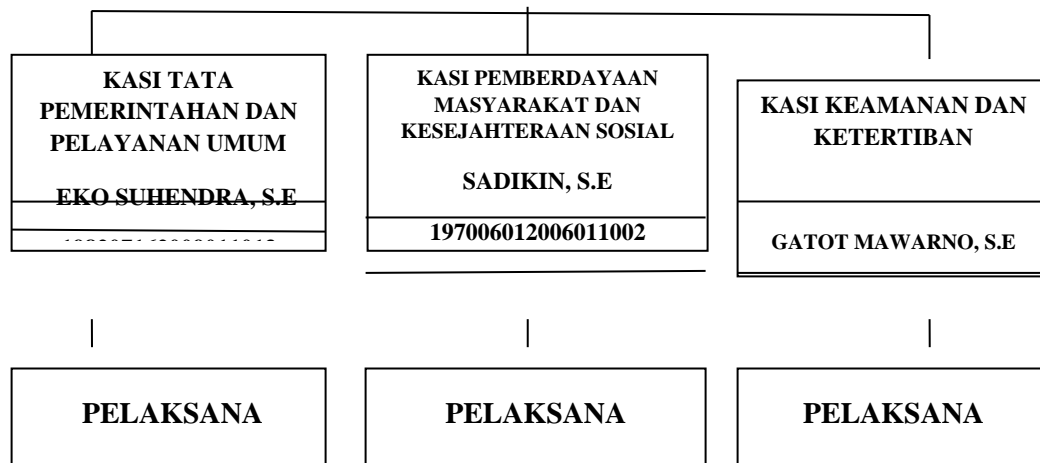 KASI TATA
PEMERINTAHAN DAN
PELAYANAN UMUM
EKO SUHENDRA, S.E
KASI PEMBERDAYAAN
MASYARAKAT DAN
KESEJAHTERAAN SOSIAL
SADIKIN, S.E
197006012006011002
KASI KEAMANAN DAN
KETERTIBAN
GATOT MAWARNO, S.E
PELAKSANA
PELAKSANA
PELAKSANA